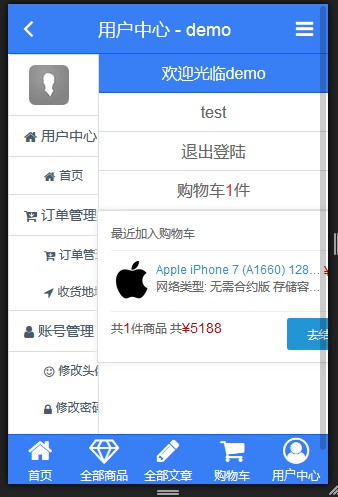 用户中心 - demo
欢迎光临demo
test
退出登陆
购物车1件
用户中心
首页
订单管理
收货地
账号管理
修改头
修改密码
最近加入购物车
Apple iPhone 7 (A1660) 128... ¥
网络类型: 无需合约版 存储容...
共1件商品 共¥5188
去结
首页
全部商品
全部文章
购物车
用户中心